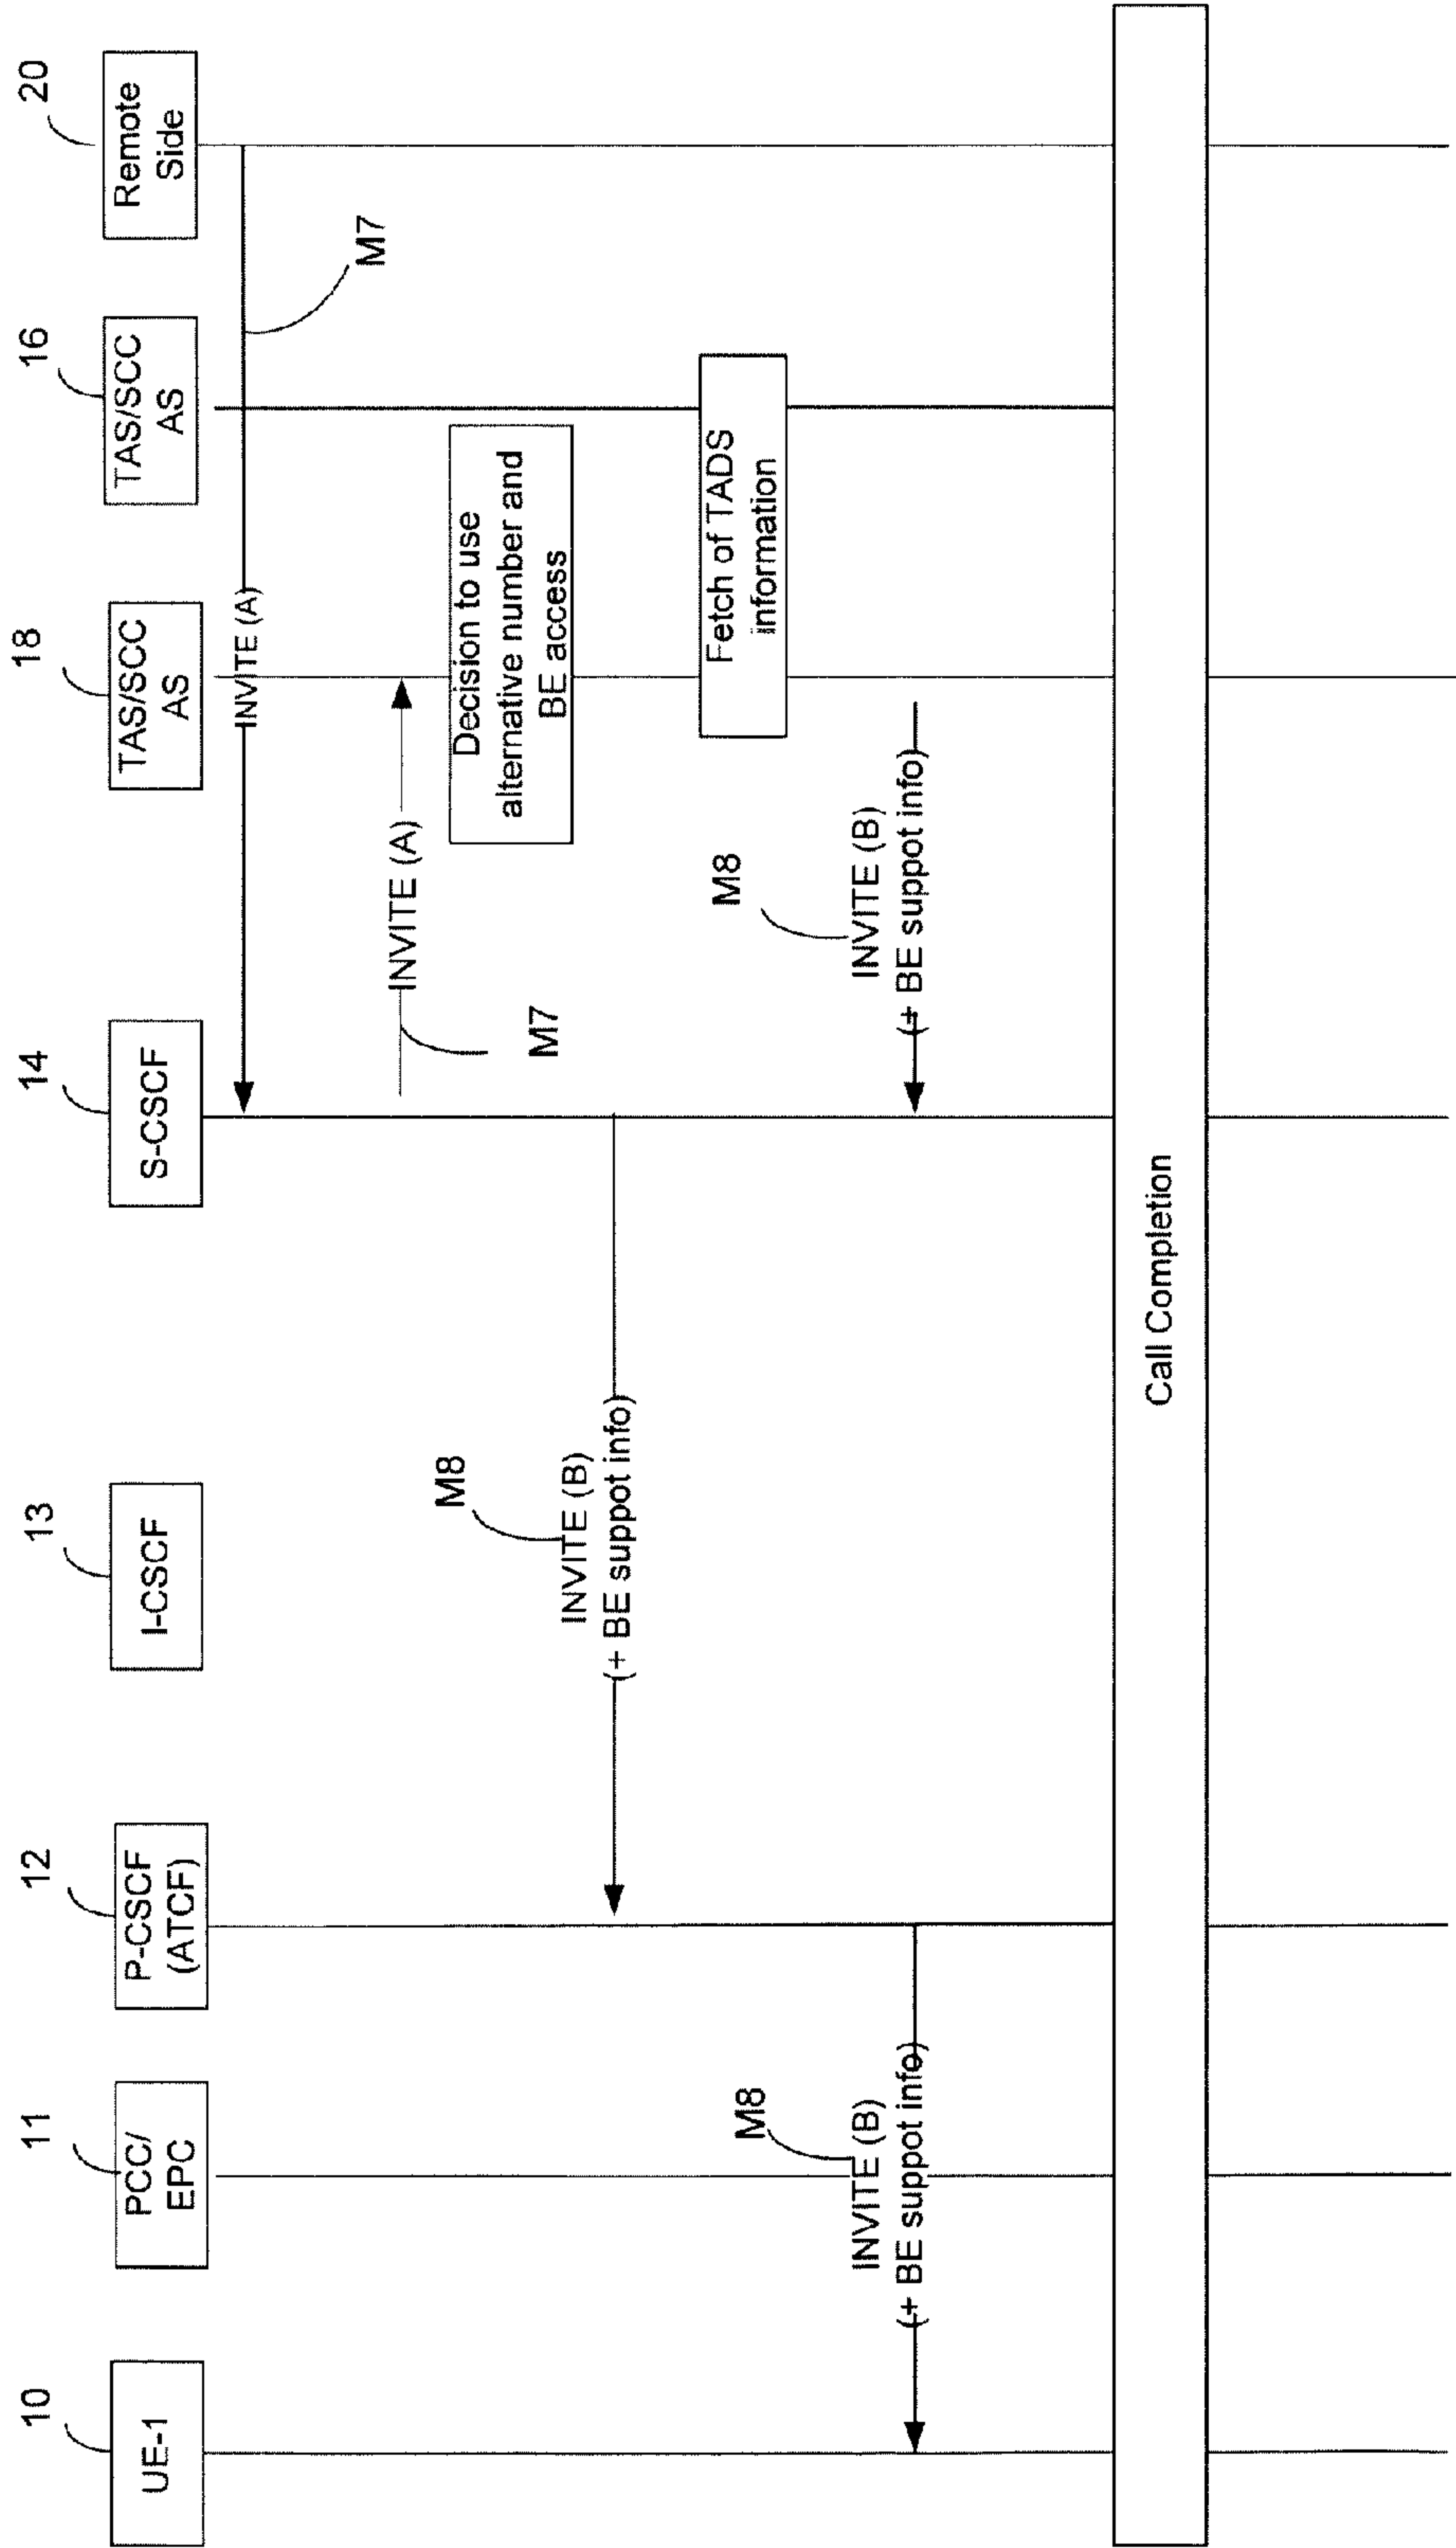 10
11
12
13
14
18
16
20
UE-1
PCC/
EPC
P-CSCF
(ATCF)
I-CSCF
S-CSCF
TAS/SCC
AS
TAS/SCC
AS
Remote
Side
INVITE (A)
M7
INVITE (A)
M7
Decision to use
alternative number and
BE access
M8
INVITE (B)
(+ BE suppot info)
Fetch of TADS
information
M8
INVITE (B)
(+ BE suppot info)
M8
INVITE (B)
(+ BE suppot info)
Call Completion